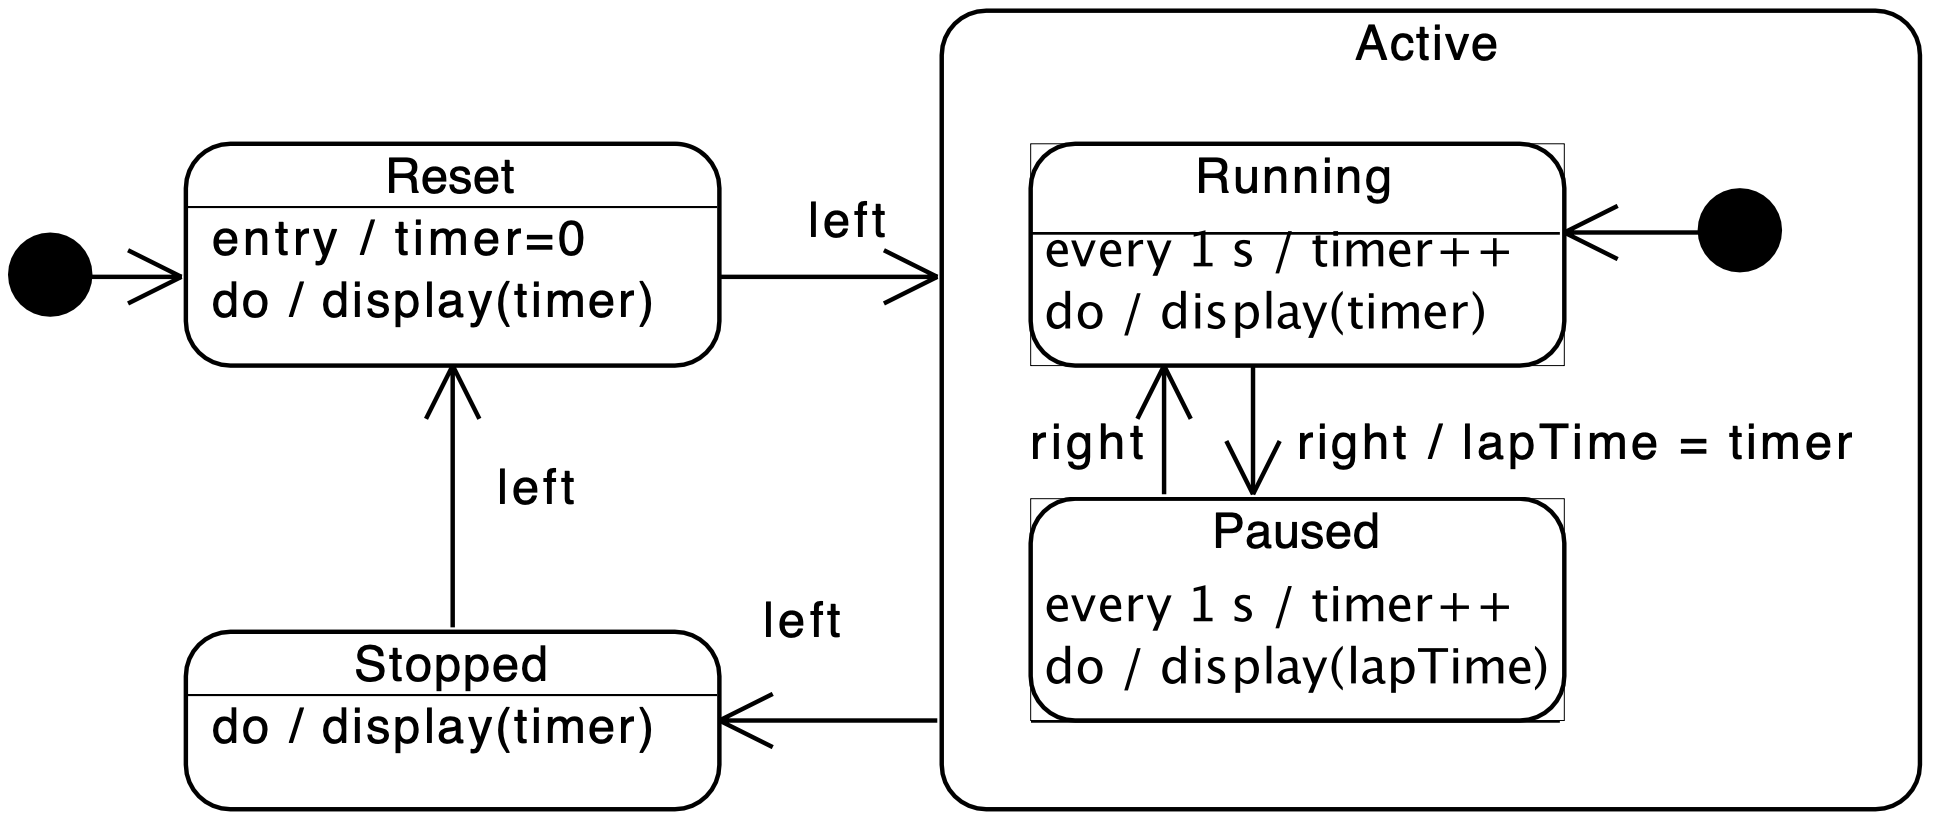 Active
Reset
entry / timer=0
do / display(timer)
left
Running
every 1 s / timer++
do / display(timer)
right
right / lapTime = timer
left
Paused
every 1 s / timer++
do / display(lapTime)
left
Stopped
do / display(timer)